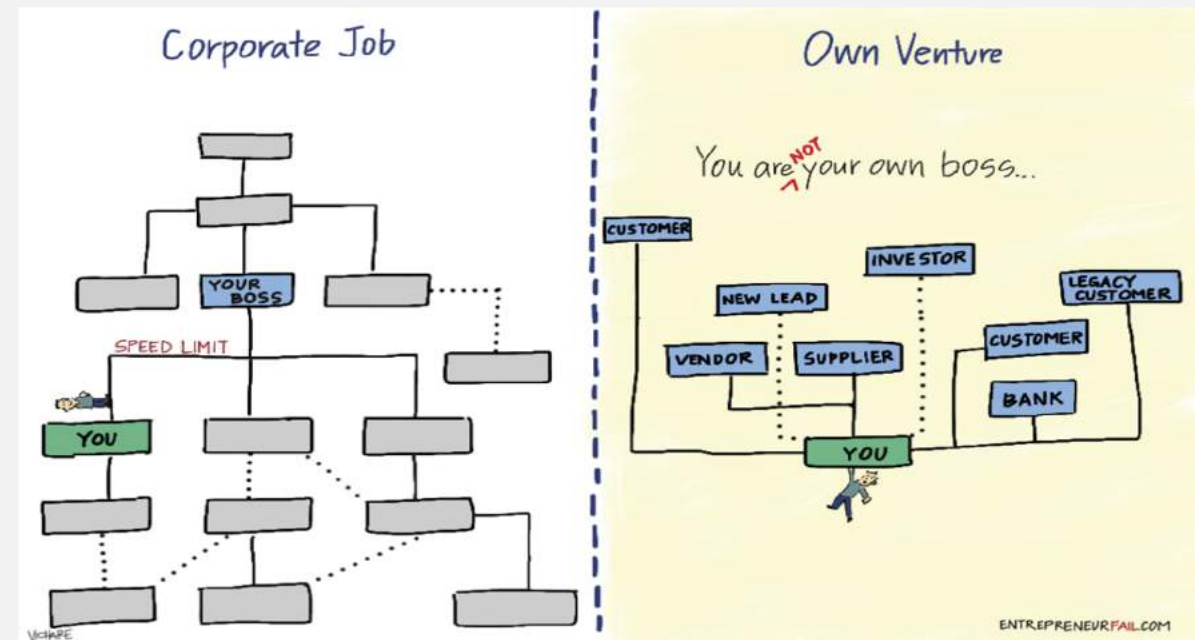 Corporate Job
YOUR
BOSS
SPEED LIMIT
YOU
VICHARE
Own Venture
You are NOT your own boss...
CUSTOMER
INVESTOR
LEGACY
CUSTOMER
NEW LEAD
CUSTOMER
VENDOR
SUPPLIER
BANK
YOU
ENTREPRENEURFAIL.COM